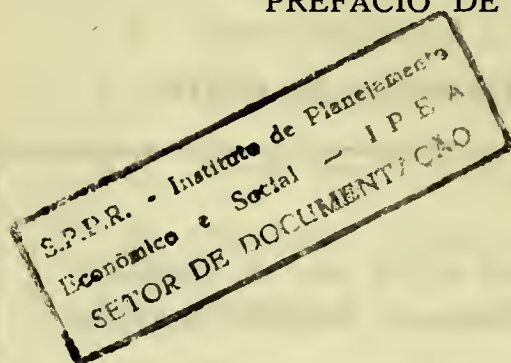 PREFÁCIO DE
S.P.P.R. - Instituto de Planejamento
Econômico e Social — I P E A
SETOR DE DOCUMENTAÇÃO